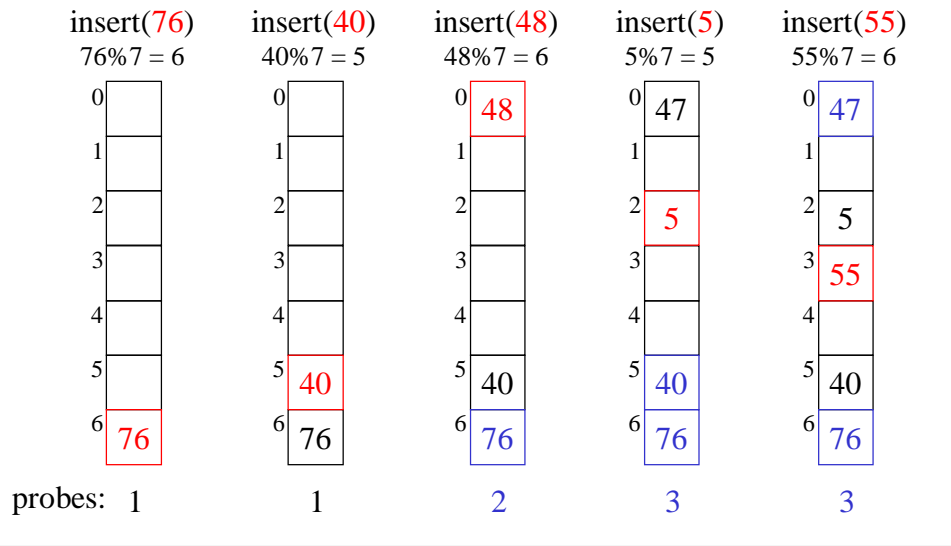 insert(76) insert(40) insert(48) insert(5) insert(55)
76%7 = 6 40%7 = 5 48%7 = 6 5%7 = 5 55%7 = 6
0 0 0 48 0 47 0 47
1 1 1 1 1
2 2 2 2 5 2 5
3 3 3 3 3 55
4 4 4 4 4
5 5 40 5 40 5 40 5 40
6 76 6 76 6 76 6 76 6 76
probes: 1 1 2 3 3